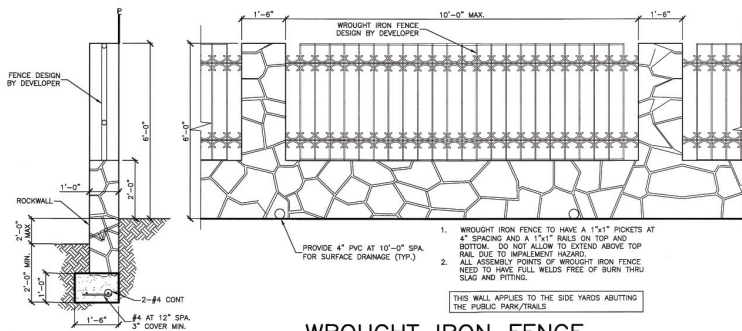 P
1'-6"
10'-0" MAX.
1'-6"
WROUGHT IRON FENCE
DESIGN BY DEVELOPER
FENCE DESIGN
BY DEVELOPER
6'-0"
6'-0"
1'-0"
2'-0"
ROCKWALL
2'-0"
MAX
2'-0" MIN.
1'-0"
2-#4 CONT
1'-6"
#4 AT 12" SPA.
3" COVER MIN.
PROVIDE 4" PVC AT 10'-0" SPA.
FOR SURFACE DRAINAGE (TYP.)
1. WROUGHT IRON FENCE TO HAVE A 1"x1" PICKETS AT
4" SPACING AND A 1"x1" RAILS ON TOP AND
BOTTOM. DO NOT ALLOW TO EXTEND ABOVE TOP
RAIL DUE TO IMPALEMENT HAZARD.
2. ALL ASSEMBLY POINTS OF WROUGHT IRON FENCE
NEED TO HAVE FULL WELDS FREE OF BURN THRU
SLAG AND PITTING.
THIS WALL APPLIES TO THE SIDE YARDS ABUTTING
THE PUBLIC PARK/TRAILS
WROUGHT IRON FENCE